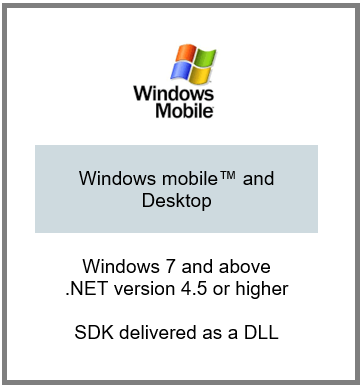 Windows
Mobile
Windows mobile™ and
Desktop
Windows 7 and above
.NET version 4.5 or higher
SDK delivered as a DLL